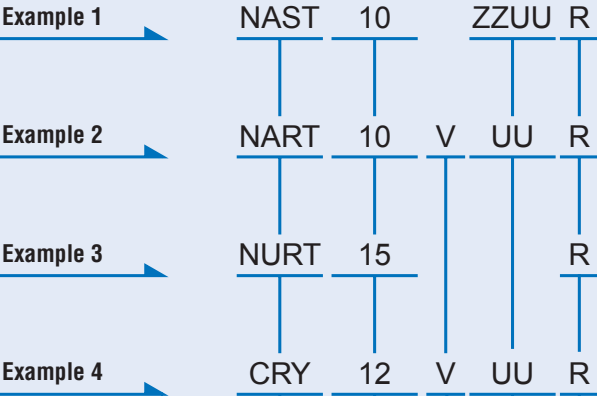 Example 1 NAST 10 ZZUU R
Example 2 NART 10 V UU R
Example 3 NURT 15 R
Example 4 CRY 12 V UU R